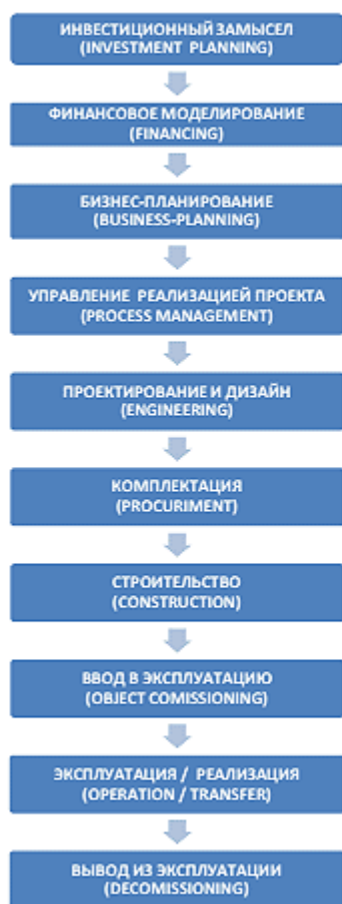 ИНВЕСТИЦИОННЫЙ ЗАМЫСЕЛ
(INVESTMENT PLANNING)
ФИНАНСОВОЕ МОДЕЛИРОВАНИЕ
(FINANCING)
БИЗНЕС-ПЛАНИРОВАНИЕ
(BUSINESS-PLANNING)
УПРАВЛЕНИЕ РЕАЛИЗАЦИЕЙ ПРОЕКТА
(PROCESS MANAGEMENT)
ПРОЕКТИРОВАНИЕ И ДИЗАЙН
(ENGINEERING)
КОМПЛЕКТАЦИЯ
(PROCURIMENT)
СТРОИТЕЛЬСТВО
(CONSTRUCTION)
ВВОД В ЭКСПЛУАТАЦИЮ
(OBJECT COMISSIONING)
ЭКСПЛУАТАЦИЯ / РЕАЛИЗАЦИЯ
(OPERATION / TRANSFER)
ВЫВОД ИЗ ЭКСПЛУАТАЦИИ
(DECOMISSIONING)